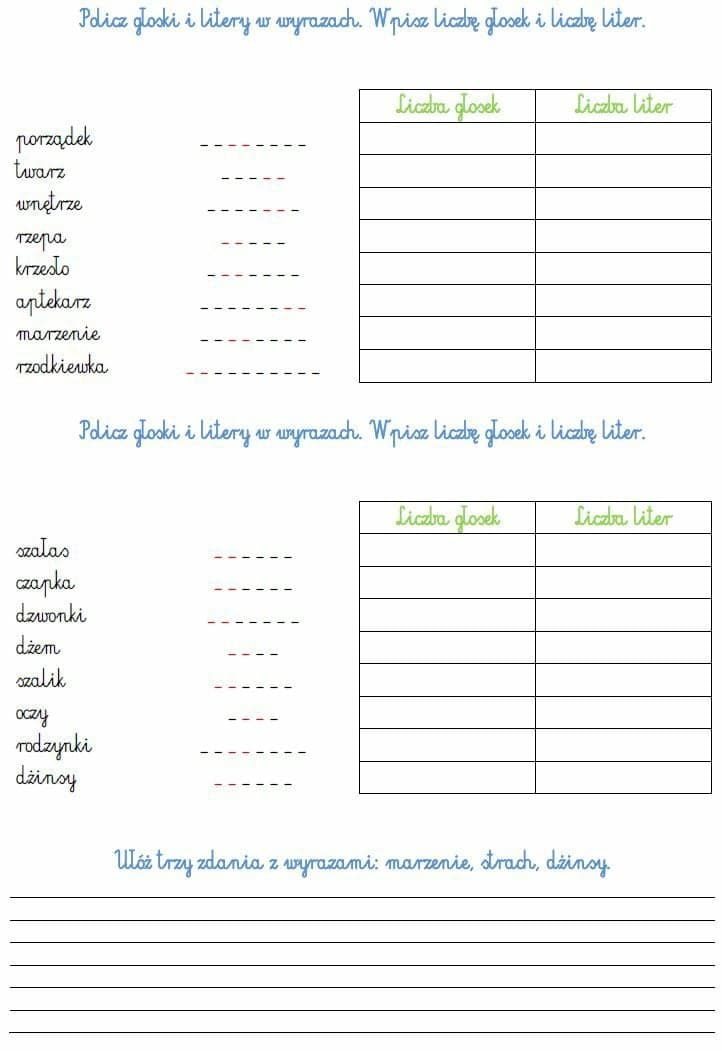 Policz głoski i litery w wyrazach. Wpisz liczbę głosek i liczbę liter.
Liczba głosek Liczba liter
porządek _ _ _ _ _ _ _ _
twarz _ _ _ _ _
wnętrze _ _ _ _ _ _ _
rzepa _ _ _ _ _
krzesło _ _ _ _ _ _ _
aptekarz _ _ _ _ _ _ _ _
marzenie _ _ _ _ _ _ _ _
rzodkiewka _ _ _ _ _ _ _ _ _ _
Policz głoski i litery w wyrazach. Wpisz liczbę głosek i liczbę liter.
Liczba głosek Liczba liter
szałas _ _ _ _ _ _
czapka _ _ _ _ _ _
dzwonki _ _ _ _ _ _ _
dżem _ _ _ _
szalik _ _ _ _ _ _
oczy _ _ _ _
rodzynki _ _ _ _ _ _ _ _
dżinsy _ _ _ _ _ _
Ułóż trzy zdania z wyrazami: marzenie, strach, dżinsy.